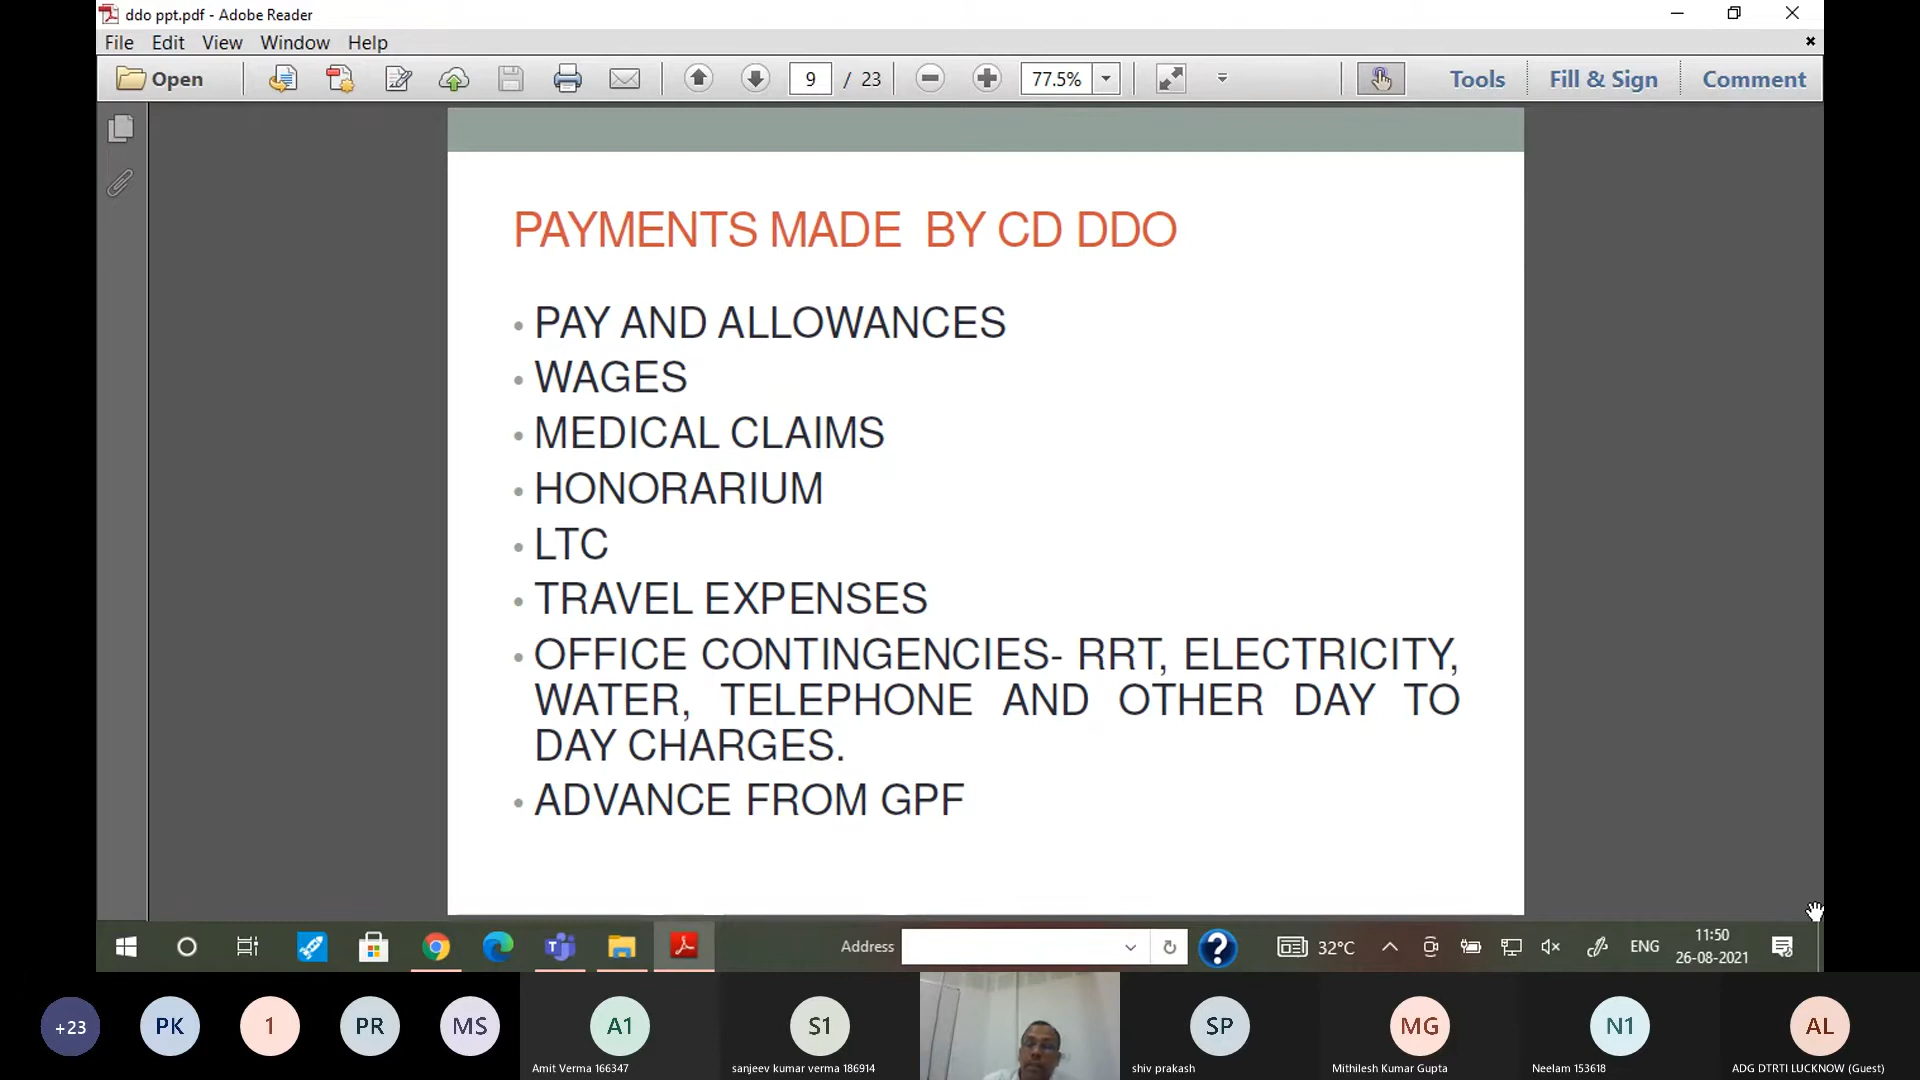 ddo ppt.pdf - Adobe Reader
File Edit View Window Help
Open 9 / 23 77.5% Tools Fill & Sign Comment
PAYMENTS MADE BY CD DDO
• PAY AND ALLOWANCES
• WAGES
• MEDICAL CLAIMS
• HONORARIUM
• LTC
• TRAVEL EXPENSES
• OFFICE CONTINGENCIES- RRT, ELECTRICITY,
WATER, TELEPHONE AND OTHER DAY TO
DAY CHARGES.
• ADVANCE FROM GPF
Address 32°C ENG 11:50
26-08-2021
+23 PK 1 PR MS A1 S1 SP MG N1 AL
Amit Verma 166347 sanjeev kumar verma 186914 shiv prakash Mithilesh Kumar Gupta Neelam 153618 ADG DTRTI LUCKNOW (Guest)